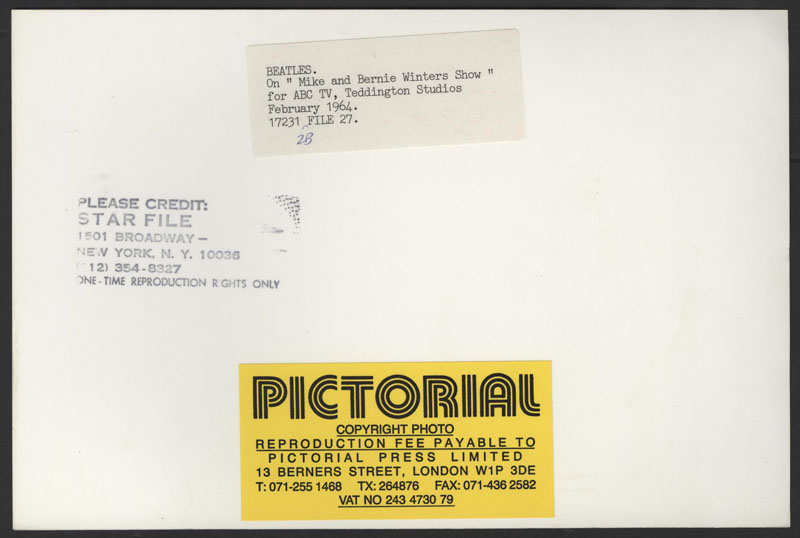 BEATLES.
On " Mike and Bernie Winters Show "
for ABC TV, Teddington Studios
February 1964.
17231 FILE 27.
2B
PLEASE CREDIT:
STAR FILE
1501 BROADWAY—
NEW YORK, N. Y. 10036
12) 354-8327
ONE-TIME REPRODUCTION RIGHTS ONLY
PICTORIAL
COPYRIGHT PHOTO
REPRODUCTION FEE PAYABLE TO
PICTORIAL PRESS LIMITED
13 BERNERS STREET, LONDON W1P 3DE
T: 071-255 1468 TX: 264876 FAX: 071-436 2582
VAT NO 243 4730 79